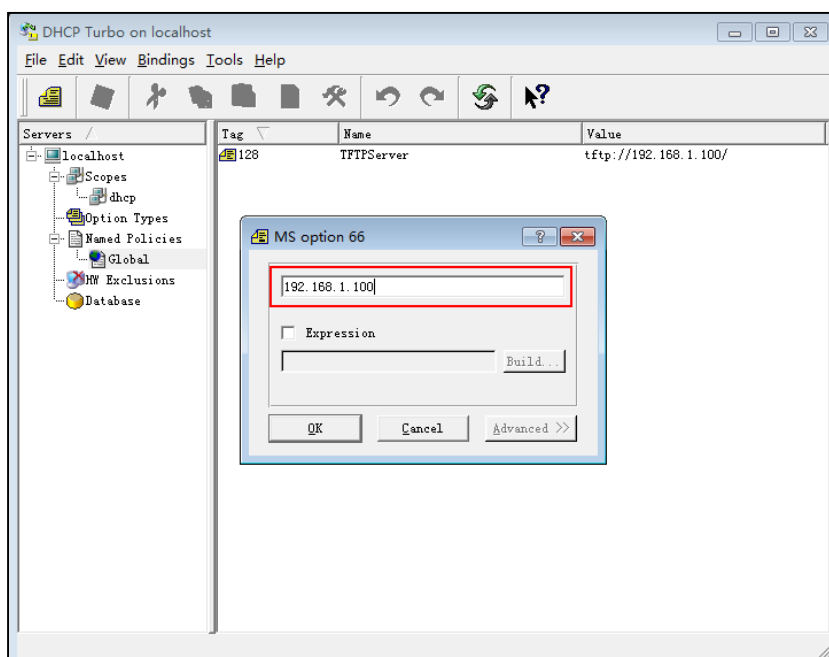 DHCP Turbo on localhost
File Edit View Bindings Tools Help
Servers
Tag Name Value
localhost
128 TFTPServer tftp://192.168.1.100/
Scopes
dhcp
Option Types
Named Policies
Global
HW Exclusions
Database
MS option 66
192.168.1.100
Expression
Build...
OK Cancel Advanced >>